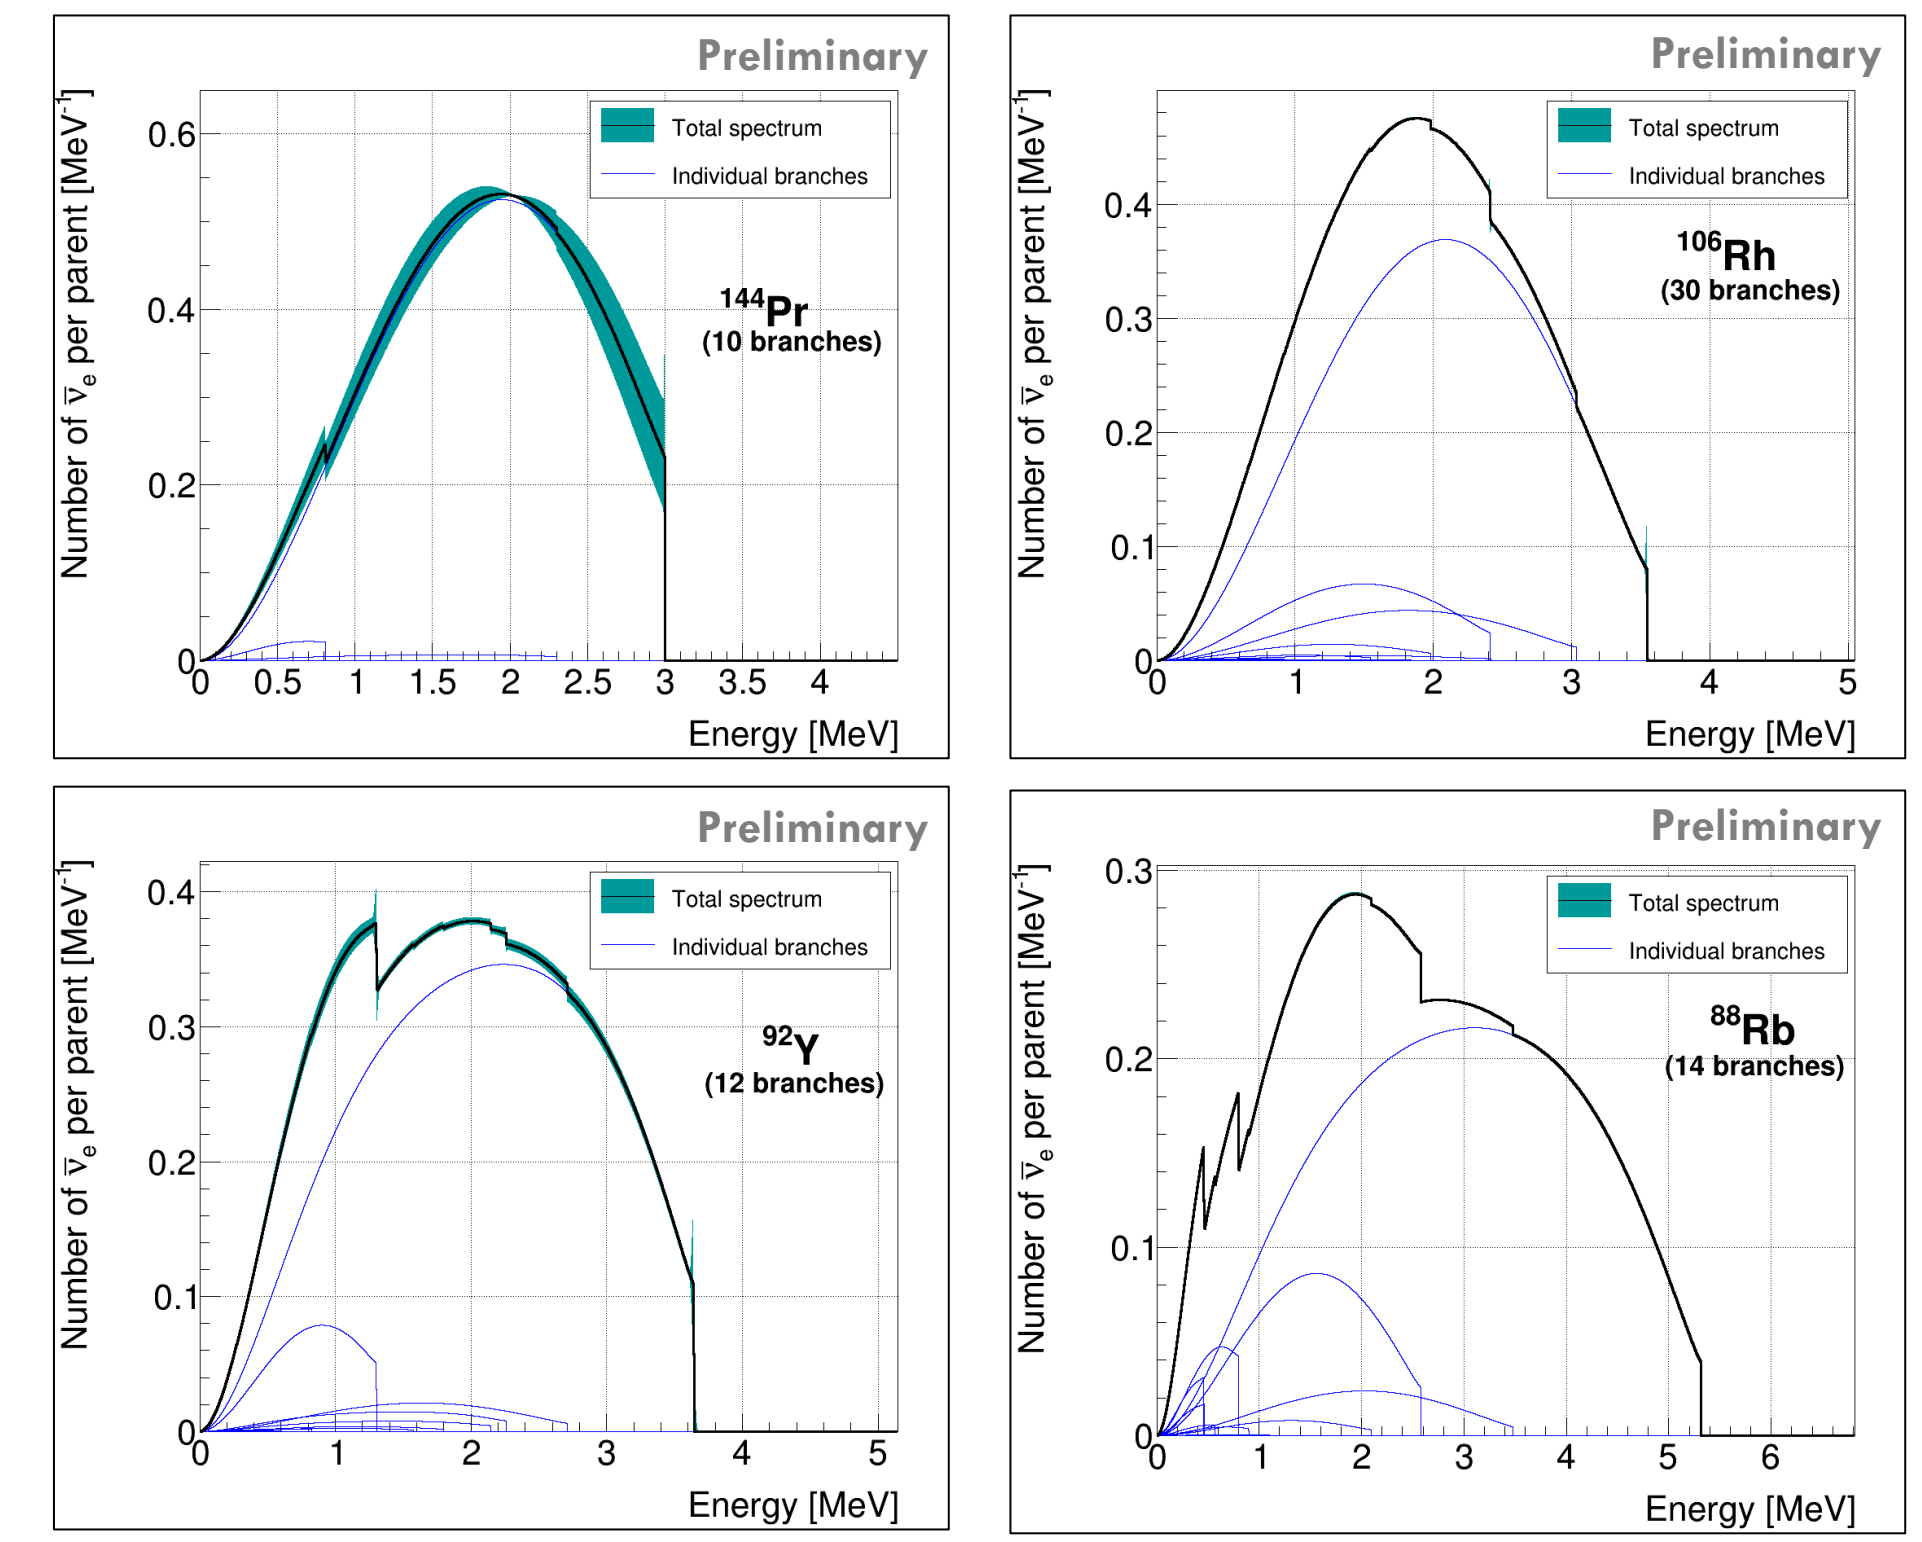 Preliminary
Number of ν̅e per parent [MeV-1]
0.6
0.4
0.2
0
0 0.5 1 1.5 2 2.5 3 3.5 4
Energy [MeV]
Total spectrum
Individual branches
144Pr
(10 branches)
Preliminary
Number of ν̅e per parent [MeV-1]
0.4
0.3
0.2
0.1
0
0 1 2 3 4 5
Energy [MeV]
Total spectrum
Individual branches
106Rh
(30 branches)
Preliminary
Number of ν̅e per parent [MeV-1]
0.4
0.3
0.2
0.1
0
0 1 2 3 4 5
Energy [MeV]
Total spectrum
Individual branches
92Y
(12 branches)
Preliminary
Number of ν̅e per parent [MeV-1]
0.3
0.2
0.1
0
0 1 2 3 4 5 6
Energy [MeV]
Total spectrum
Individual branches
88Rb
(14 branches)